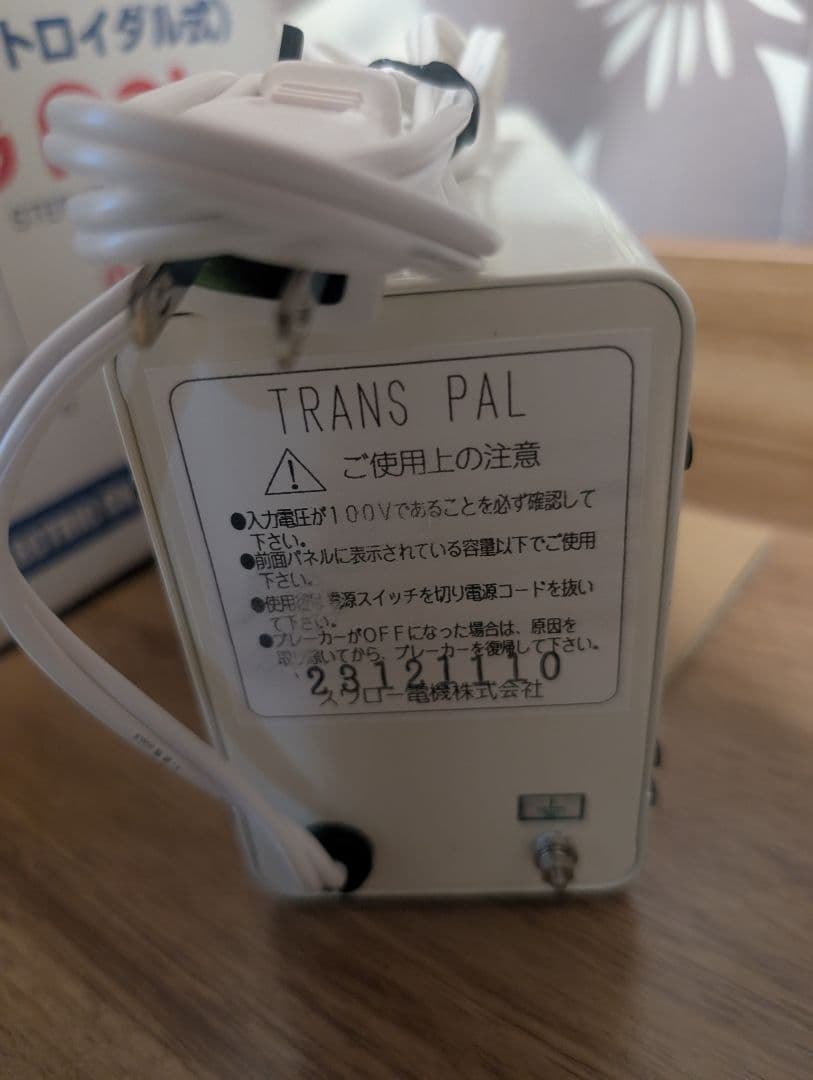 トロイダル式)
TRANS PAL
ご使用上の注意
●入力電圧が100Vであることを必ず確認して
下さい。
●前面パネルに表示されている容量以下でご使用
下さい。
●使用後は電源スイッチを切り電源コードを抜い
て下さい。
●ブレーカーがOFFになった場合は、原因を
取り除いてから、ブレーカーを復帰して下さい。
23121110
スワロー電機株式会社